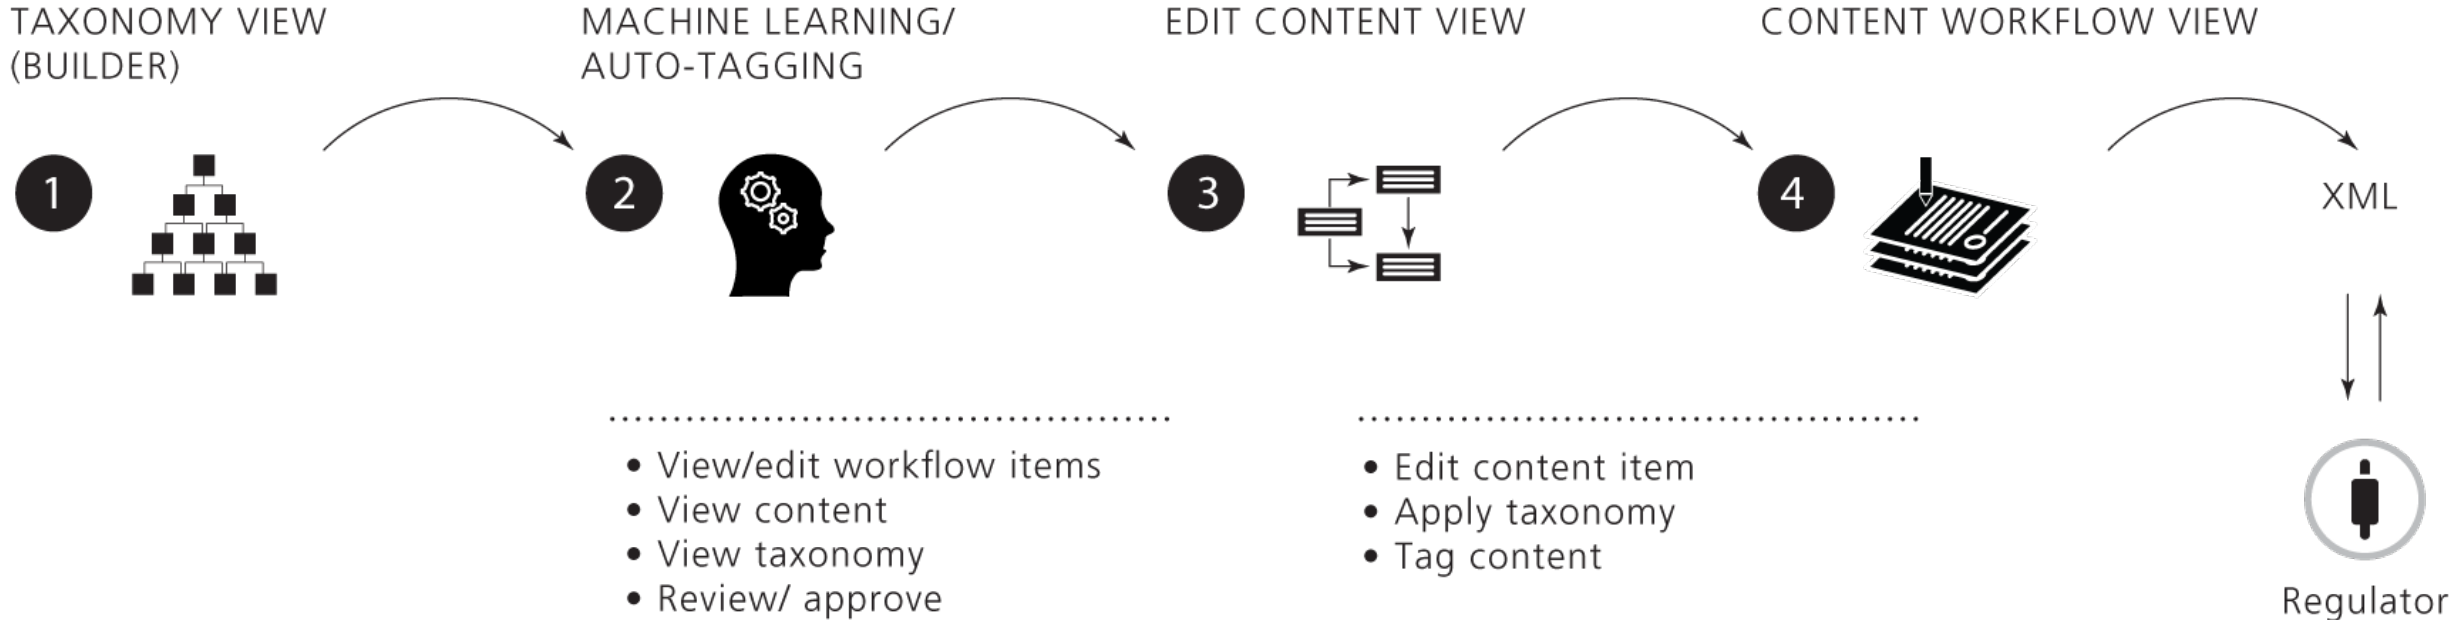 TAXONOMY VIEW
(BUILDER)
MACHINE LEARNING/
AUTO-TAGGING
EDIT CONTENT VIEW
CONTENT WORKFLOW VIEW
1
2
3
4
XML
• View/edit workflow items
• View content
• View taxonomy
• Review/ approve
• Edit content item
• Apply taxonomy
• Tag content
Regulator